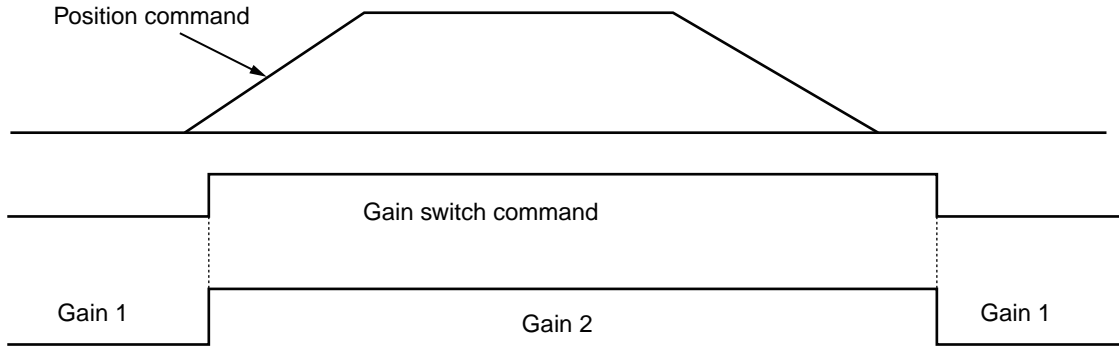 Position command
Gain switch command
Gain 1
Gain 2
Gain 1